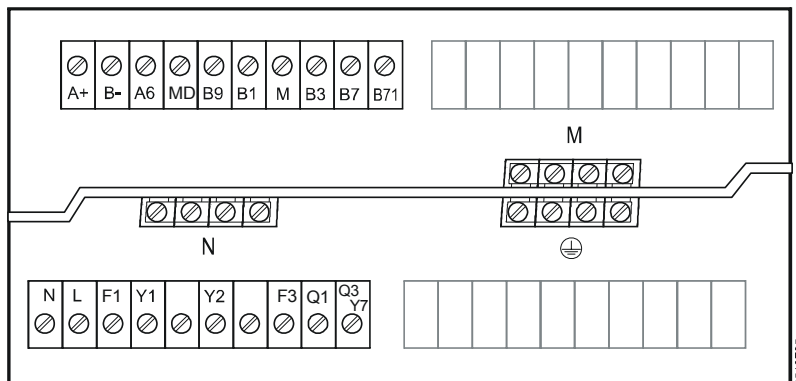 A+ B- A6 MD B9 B1 M B3 B7 B71
M
N
N L F1 Y1 Y2 F3 Q1 Q3 Y7